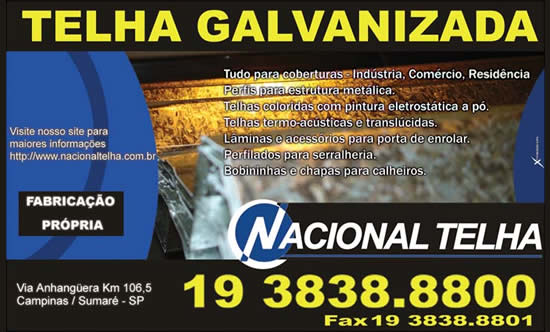 TELHA GALVANIZADA
Tudo para coberturas - Indústria, Comércio, Residência
Perfis para estrutura metálica.
Telhas coloridas com pintura eletrostática a pó.
Telhas termo-acústicas e translúcidas.
Lâminas e acessórios para porta de enrolar.
Perfilados para serralheria.
Bobininhas e chapas para calheiros.
Visite nosso site para
maiores informações
http://www.nacionaltelha.com.br
FABRICAÇÃO
PRÓPRIA
NACIONAL TELHA
Via Anhangüera Km 106,5
Campinas / Sumaré - SP
19 3838.8800
Fax 19 3838.8801